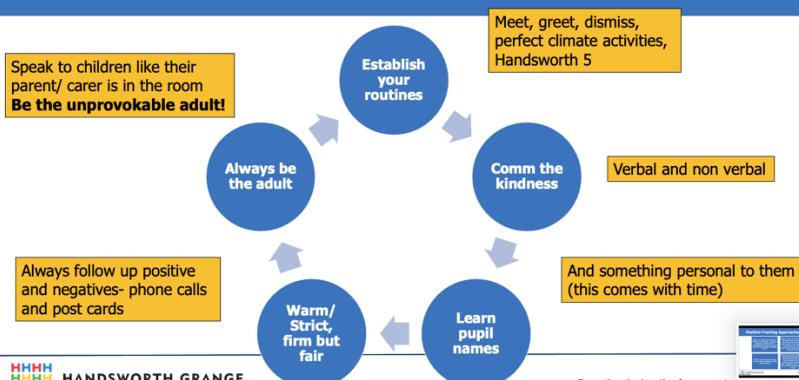 Meet, greet, dismiss,
perfect climate activities,
Handsworth 5
Establish
your
routines
Speak to children like their
parent/ carer is in the room
Be the unprovokable adult!
Always be
the adult
Comm the
kindness
Verbal and non verbal
Always follow up positive
and negatives- phone calls
and post cards
And something personal to them
(this comes with time)
Warm/
Strict,
firm but
fair
Learn
pupil
names
Positive Framing Approaches
HANDSWORTH GRANGE